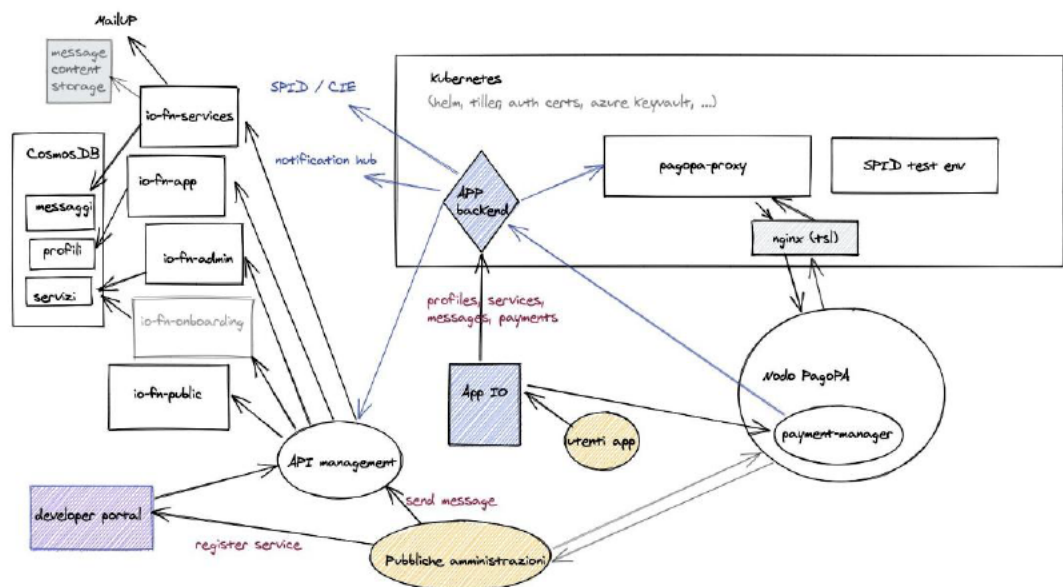 MailUP
message
content
storage
io-fn-services
CosmosDB
io-fn-app
messaggi
profili
io-fn-admin
servizi
io-fn-onboarding
io-fn-public
SPID / CIE
notification hub
Kubernetes
(helm, tiller, auth certs, azure keyvault, ...)
APP
backend
pagopa-proxy
SPID test env
nginx (tsl)
profiles, services,
messages, payments
App IO
utenti app
Nodo PagoPA
payment-manager
API management
developer portal
send message
register service
Pubbliche amministrazioni